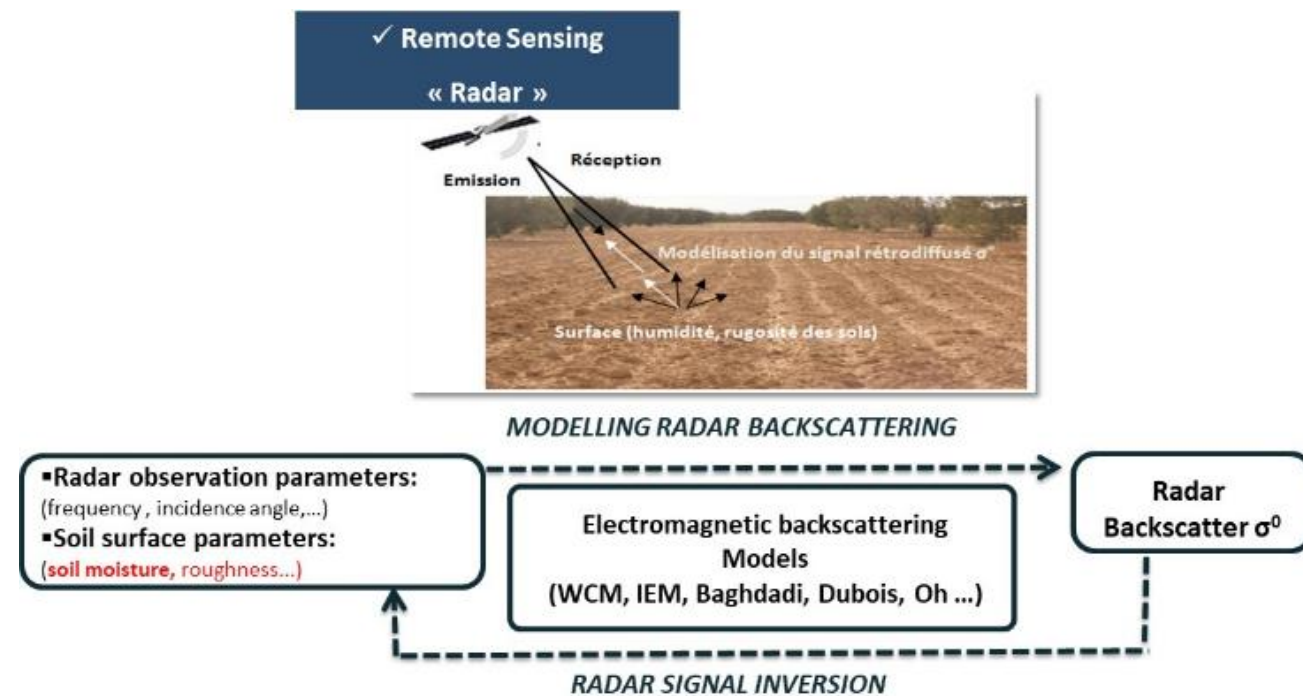 ✓ Remote Sensing
« Radar »
Réception
Emission
Modélisation du signal rétrodiffusé σ°
Surface (humidité, rugosité des sols)
MODELLING RADAR BACKSCATTERING
▪Radar observation parameters:
(frequency , incidence angle,...)
▪Soil surface parameters:
(soil moisture, roughness...)
Electromagnetic backscattering
Models
(WCM, IEM, Baghdadi, Dubois, Oh ...)
Radar
Backscatter σ⁰
RADAR SIGNAL INVERSION